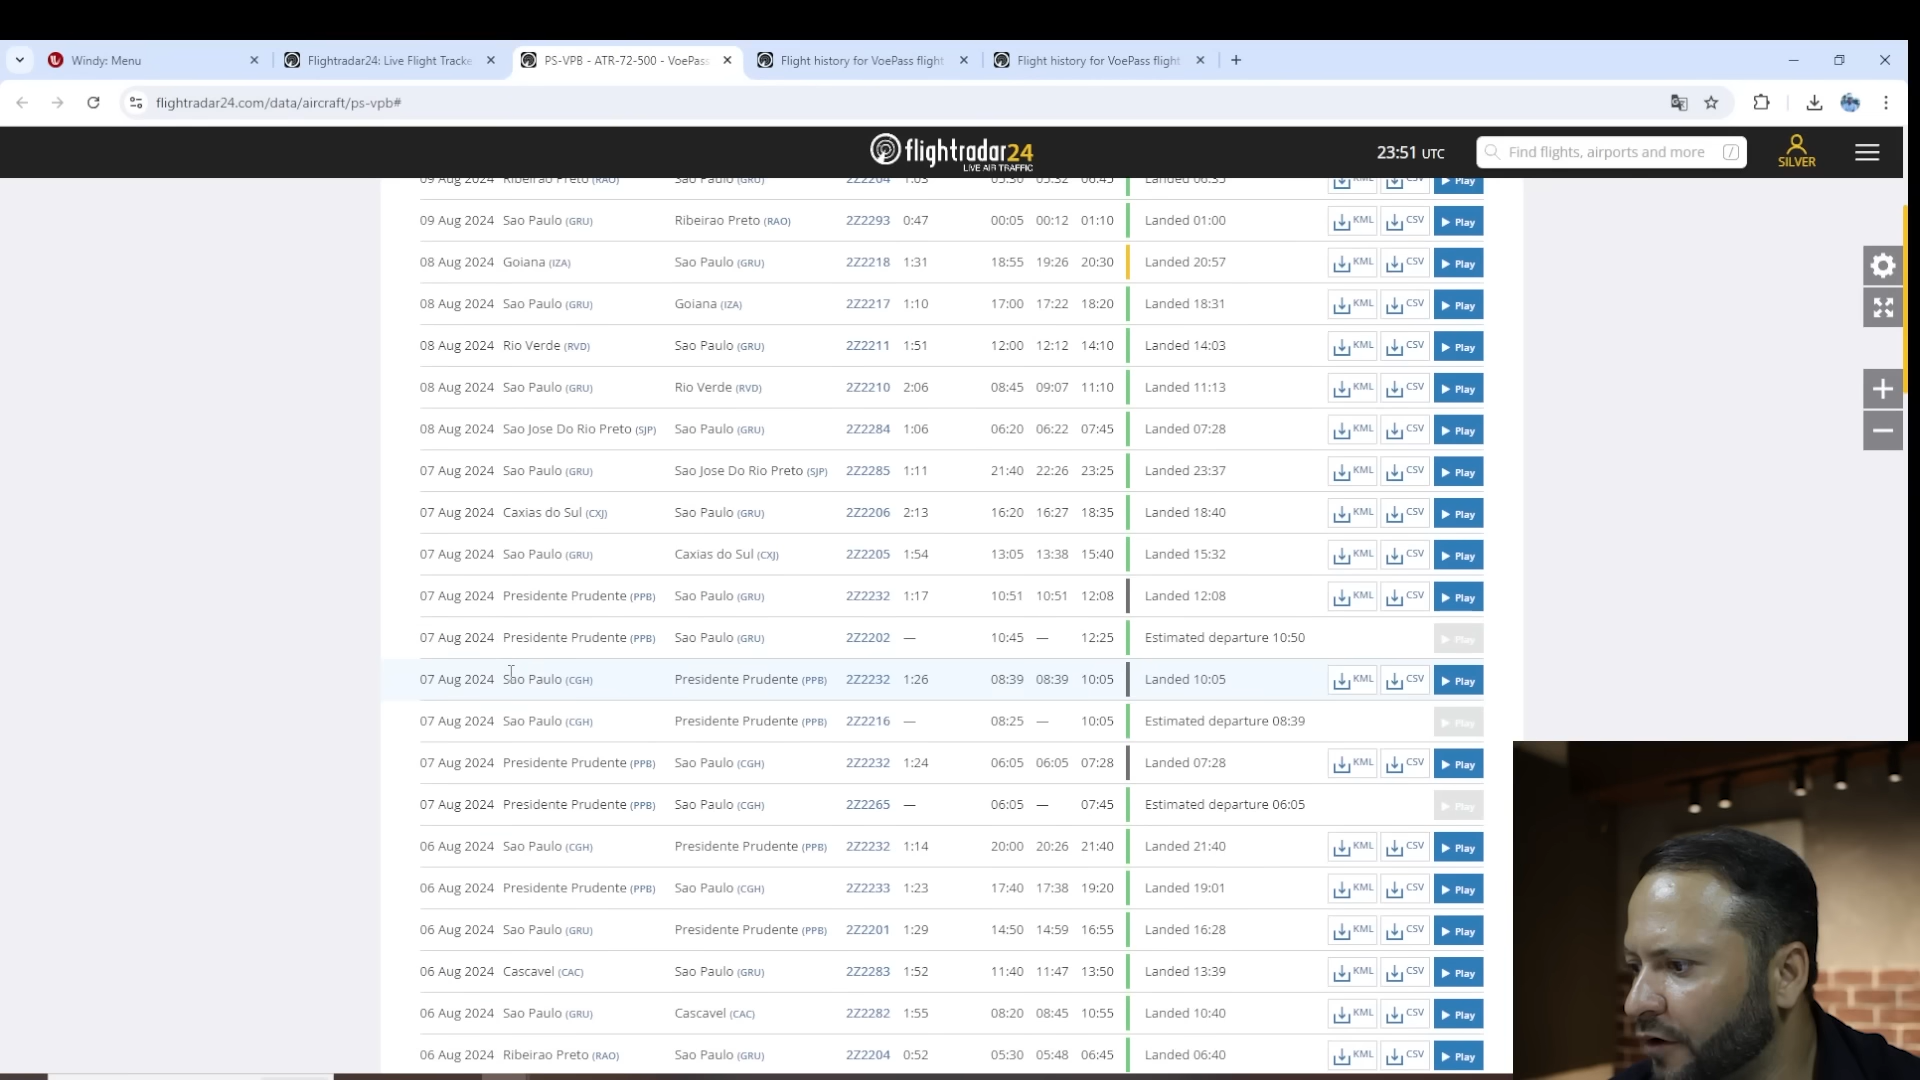 Windy: Menu
Flightradar24: Live Flight Tracke
PS-VPB - ATR-72-500 - VoePass
Flight history for VoePass flight
Flight history for VoePass flight
flightradar24.com/data/aircraft/ps-vpb#
flightradar24
LIVE AIR TRAFFIC
23:51 UTC
Find flights, airports and more /
SILVER
09 Aug 2024 Ribeirao Preto (RAO) Sao Paulo (GRU) 2Z2204 1:03 05:30 05:32 06:45 Landed 06:35 KML CSV Play
09 Aug 2024 Sao Paulo (GRU) Ribeirao Preto (RAO) 2Z2293 0:47 00:05 00:12 01:10 Landed 01:00 KML CSV Play
08 Aug 2024 Goiana (IZA) Sao Paulo (GRU) 2Z2218 1:31 18:55 19:26 20:30 Landed 20:57 KML CSV Play
08 Aug 2024 Sao Paulo (GRU) Goiana (IZA) 2Z2217 1:10 17:00 17:22 18:20 Landed 18:31 KML CSV Play
08 Aug 2024 Rio Verde (RVD) Sao Paulo (GRU) 2Z2211 1:51 12:00 12:12 14:10 Landed 14:03 KML CSV Play
08 Aug 2024 Sao Paulo (GRU) Rio Verde (RVD) 2Z2210 2:06 08:45 09:07 11:10 Landed 11:13 KML CSV Play
08 Aug 2024 Sao Jose Do Rio Preto (SJP) Sao Paulo (GRU) 2Z2284 1:06 06:20 06:22 07:45 Landed 07:28 KML CSV Play
07 Aug 2024 Sao Paulo (GRU) Sao Jose Do Rio Preto (SJP) 2Z2285 1:11 21:40 22:26 23:25 Landed 23:37 KML CSV Play
07 Aug 2024 Caxias do Sul (CXJ) Sao Paulo (GRU) 2Z2206 2:13 16:20 16:27 18:35 Landed 18:40 KML CSV Play
07 Aug 2024 Sao Paulo (GRU) Caxias do Sul (CXJ) 2Z2205 1:54 13:05 13:38 15:40 Landed 15:32 KML CSV Play
07 Aug 2024 Presidente Prudente (PPB) Sao Paulo (GRU) 2Z2232 1:17 10:51 10:51 12:08 Landed 12:08 KML CSV Play
07 Aug 2024 Presidente Prudente (PPB) Sao Paulo (GRU) 2Z2202 — 10:45 — 12:25 Estimated departure 10:50 Play
07 Aug 2024 Sao Paulo (CGH) Presidente Prudente (PPB) 2Z2232 1:26 08:39 08:39 10:05 Landed 10:05 KML CSV Play
07 Aug 2024 Sao Paulo (CGH) Presidente Prudente (PPB) 2Z2216 — 08:25 — 10:05 Estimated departure 08:39 Play
07 Aug 2024 Presidente Prudente (PPB) Sao Paulo (CGH) 2Z2232 1:24 06:05 06:05 07:28 Landed 07:28 KML CSV Play
07 Aug 2024 Presidente Prudente (PPB) Sao Paulo (CGH) 2Z2265 — 06:05 — 07:45 Estimated departure 06:05 Play
06 Aug 2024 Sao Paulo (CGH) Presidente Prudente (PPB) 2Z2232 1:14 20:00 20:26 21:40 Landed 21:40 KML CSV Play
06 Aug 2024 Presidente Prudente (PPB) Sao Paulo (CGH) 2Z2233 1:23 17:40 17:38 19:20 Landed 19:01 KML CSV Play
06 Aug 2024 Sao Paulo (GRU) Presidente Prudente (PPB) 2Z2201 1:29 14:50 14:59 16:55 Landed 16:28 KML CSV Play
06 Aug 2024 Cascavel (CAC) Sao Paulo (GRU) 2Z2283 1:52 11:40 11:47 13:50 Landed 13:39 KML CSV Play
06 Aug 2024 Sao Paulo (GRU) Cascavel (CAC) 2Z2282 1:55 08:20 08:45 10:55 Landed 10:40 KML CSV Play
06 Aug 2024 Ribeirao Preto (RAO) Sao Paulo (GRU) 2Z2204 0:52 05:30 05:48 06:45 Landed 06:40 KML CSV Play